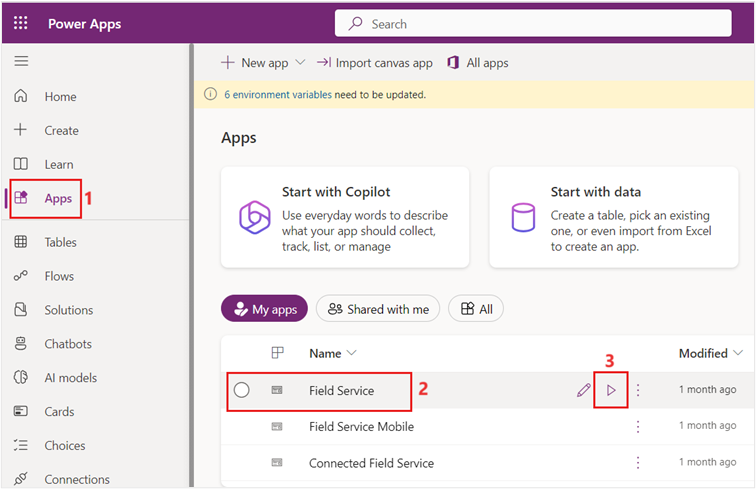 Power Apps
Search
New app
Import canvas app
All apps
6 environment variables need to be updated.
Home
Create
Learn
Apps 1
Tables
Flows
Solutions
Chatbots
AI models
Cards
Choices
Connections
Apps
Start with Copilot
Use everyday words to describe
what your app should collect,
track, list, or manage
Start with data
Create a table, pick an existing
one, or even import from Excel
to create an app.
My apps
Shared with me
All
Name
Modified
3
Field Service 2
1 month ago
Field Service Mobile
1 month ago
Connected Field Service
1 month ago